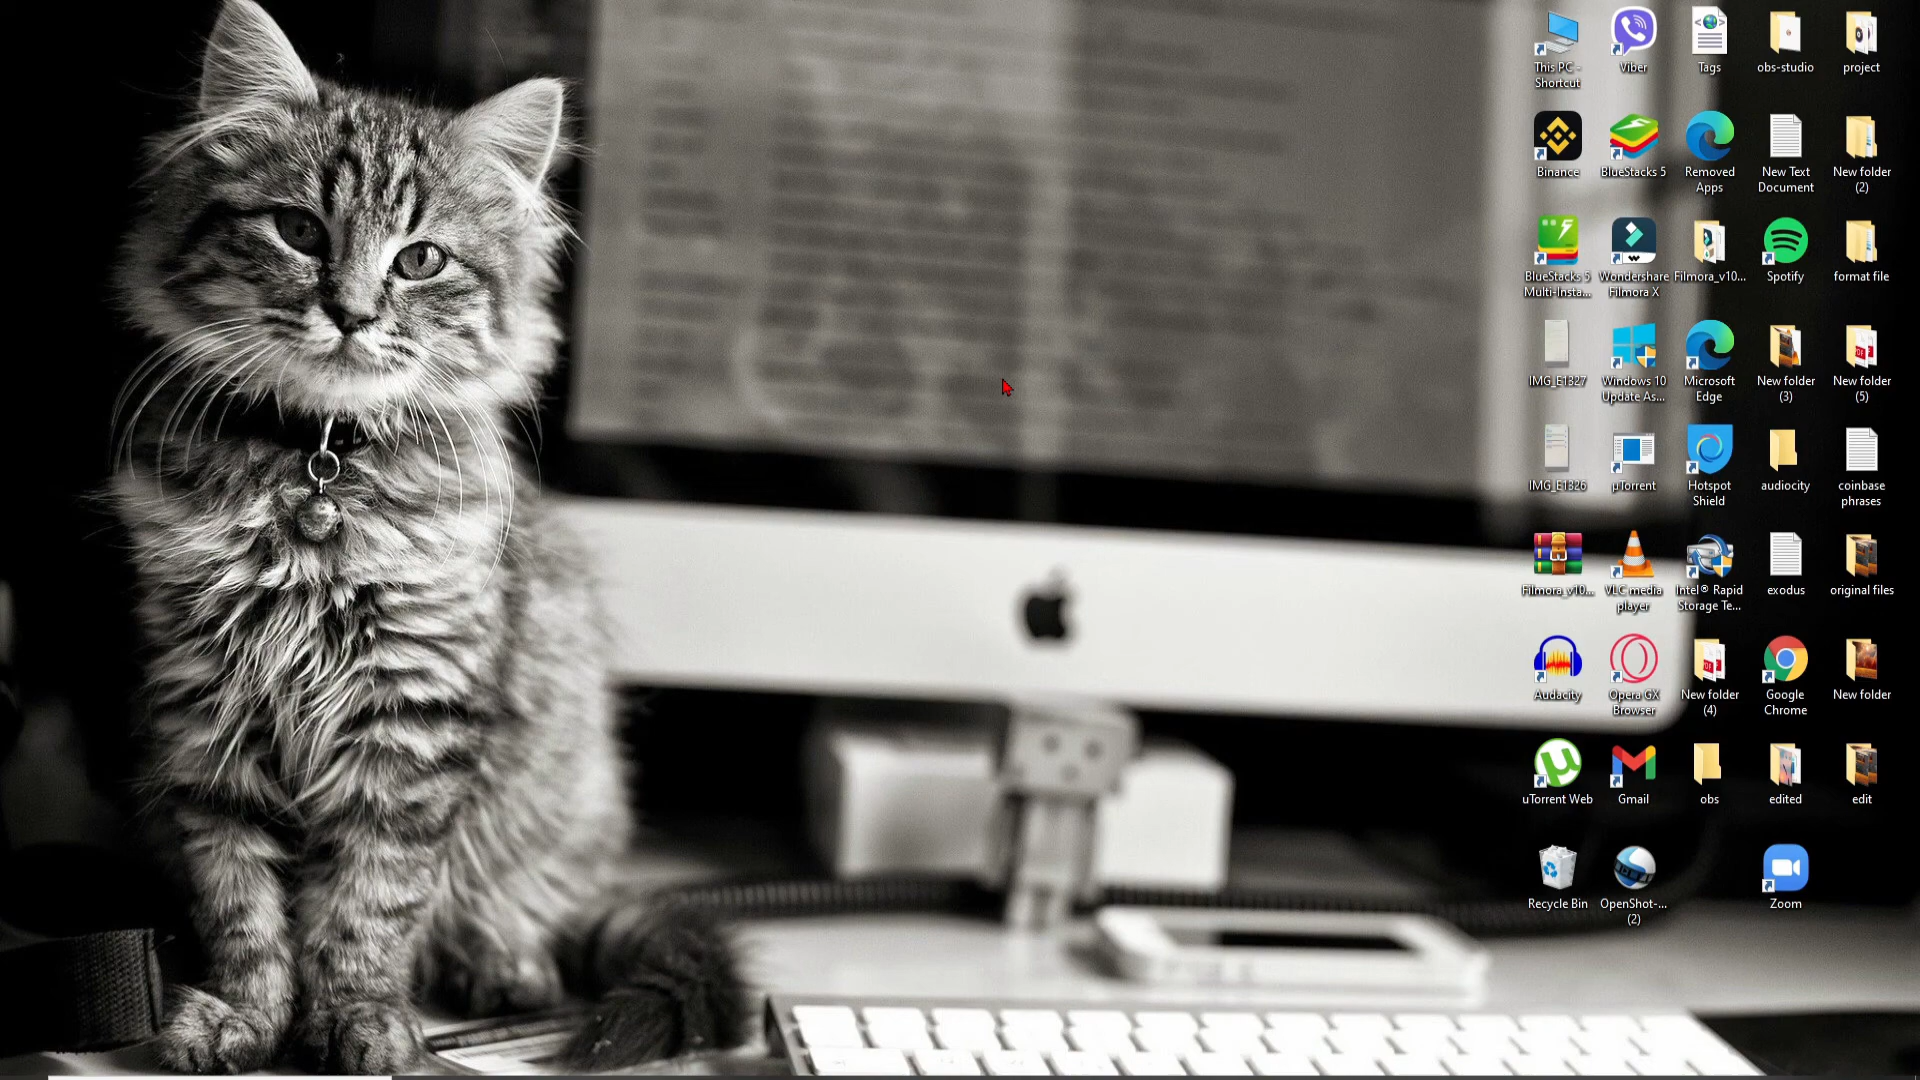 This PC -
Shortcut
Viber
Tags
obs-studio
project
Binance
BlueStacks 5
Removed
Apps
New Text
Document
New folder
(2)
BlueStacks 5
Multi-Insta...
Wondershare
Filmora X
Filmora_v10...
Spotify
format file
IMG_E1327
Windows 10
Update As...
Microsoft
Edge
New folder
(3)
New folder
(5)
IMG_E1326
µTorrent
Hotspot
Shield
audiocity
coinbase
phrases
Filmora_v10...
VLC media
player
Intel® Rapid
Storage Te...
exodus
original files
Audacity
Opera GX
Browser
New folder
(4)
Google
Chrome
New folder
uTorrent Web
Gmail
obs
edited
edit
Recycle Bin
OpenShot-...
(2)
Zoom